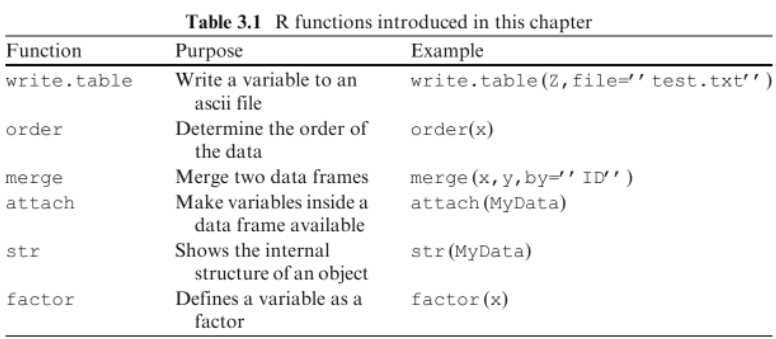 Table 3.1 R functions introduced in this chapter
Function Purpose Example
write.table Write a variable to an write.table(Z,file=''test.txt'')
ascii file
order Determine the order of order(x)
the data
merge Merge two data frames merge(x,y,by=''ID'')
attach Make variables inside a attach(MyData)
data frame available
str Shows the internal str(MyData)
structure of an object
factor Defines a variable as a factor(x)
factor